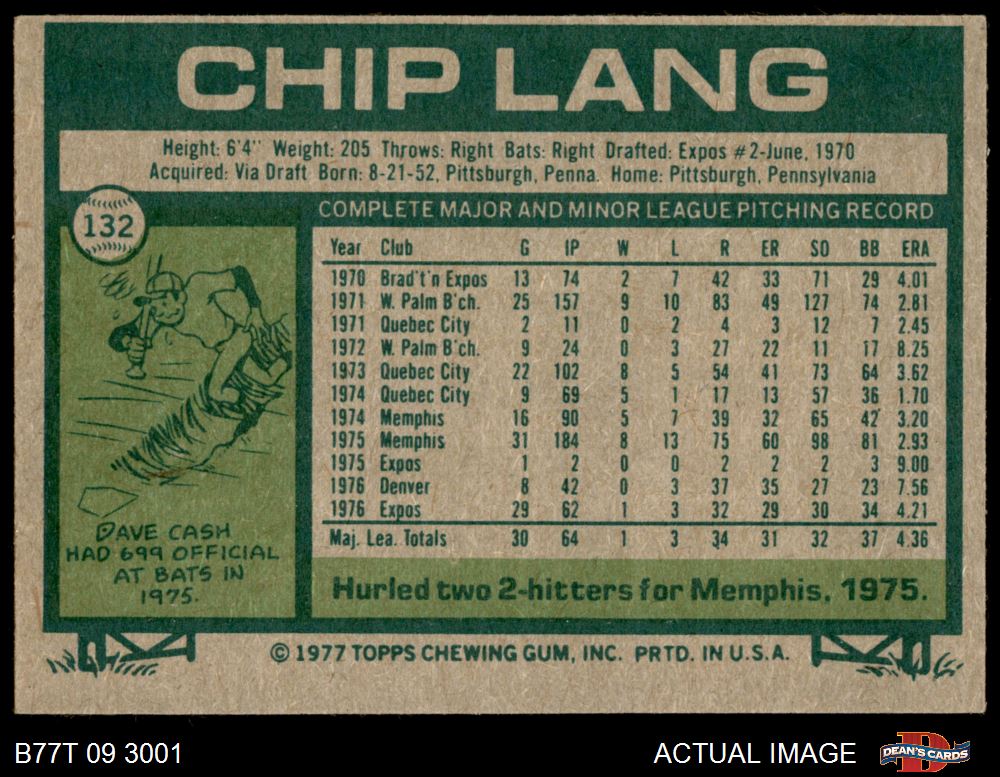 CHIP LANG
Height: 6'4" Weight: 205 Throws: Right Bats: Right Drafted: Expos #2-June, 1970
Acquired: Via Draft Born: 8-21-52, Pittsburgh, Penna. Home: Pittsburgh, Pennsylvania
132
COMPLETE MAJOR AND MINOR LEAGUE PITCHING RECORD
Year Club G IP W L R ER SO BB ERA
1970 Brad't'n Expos 13 74 2 7 42 33 71 29 4.01
1971 W. Palm B'ch. 25 157 9 10 83 49 127 74 2.81
1971 Quebec City 2 11 0 2 4 3 12 7 2.45
1972 W. Palm B'ch. 9 24 0 3 27 22 11 17 8.25
1973 Quebec City 22 102 8 5 54 41 73 64 3.62
1974 Quebec City 9 69 5 1 17 13 57 36 1.70
1974 Memphis 16 90 5 7 39 32 65 42 3.20
1975 Memphis 31 184 8 13 75 60 98 81 2.93
1975 Expos 1 2 0 0 2 2 2 3 9.00
1976 Denver 8 42 0 3 37 35 27 23 7.56
1976 Expos 29 62 1 3 32 29 30 34 4.21
Maj. Lea. Totals 30 64 1 3 34 31 32 37 4.36
DAVE CASH
HAD 699 OFFICIAL
AT BATS IN
1975.
Hurled two 2-hitters for Memphis, 1975.
© 1977 TOPPS CHEWING GUM, INC. PRTD. IN U.S.A.
B77T 09 3001
ACTUAL IMAGE
DEAN'S CARDS